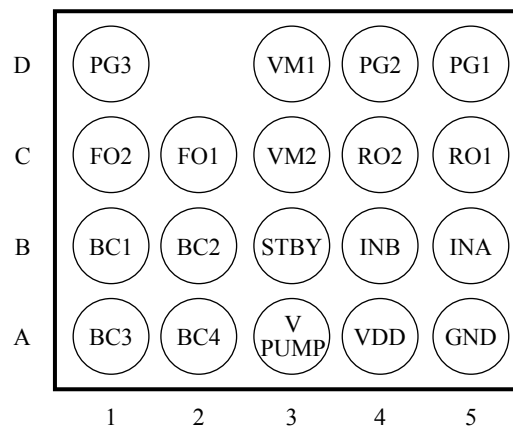 D PG3 VM1 PG2 PG1
C FO2 FO1 VM2 RO2 RO1
B BC1 BC2 STBY INB INA
A BC3 BC4 V PUMP VDD GND
1 2 3 4 5